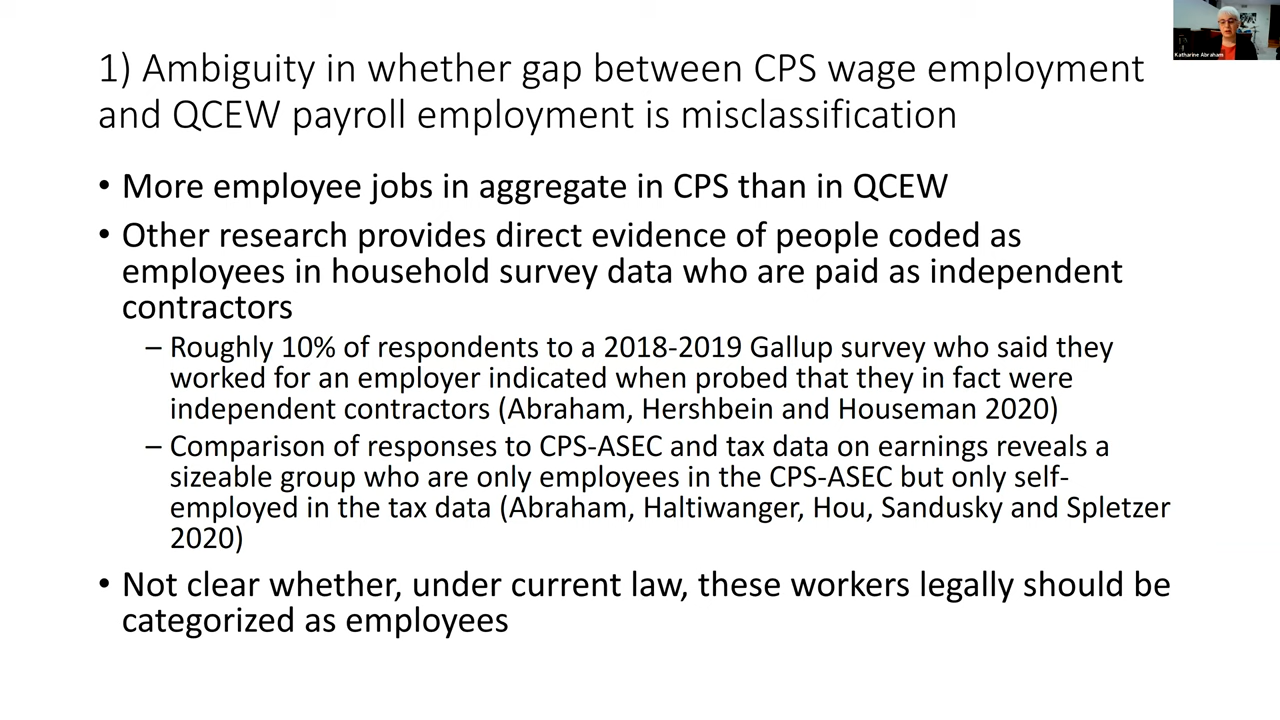 1) Ambiguity in whether gap between CPS wage employment
and QCEW payroll employment is misclassification
• More employee jobs in aggregate in CPS than in QCEW
• Other research provides direct evidence of people coded as
employees in household survey data who are paid as independent
contractors
– Roughly 10% of respondents to a 2018-2019 Gallup survey who said they
worked for an employer indicated when probed that they in fact were
independent contractors (Abraham, Hershbein and Houseman 2020)
– Comparison of responses to CPS-ASEC and tax data on earnings reveals a
sizeable group who are only employees in the CPS-ASEC but only self-
employed in the tax data (Abraham, Haltiwanger, Hou, Sandusky and Spletzer
2020)
• Not clear whether, under current law, these workers legally should be
categorized as employees
Katharine Abraham